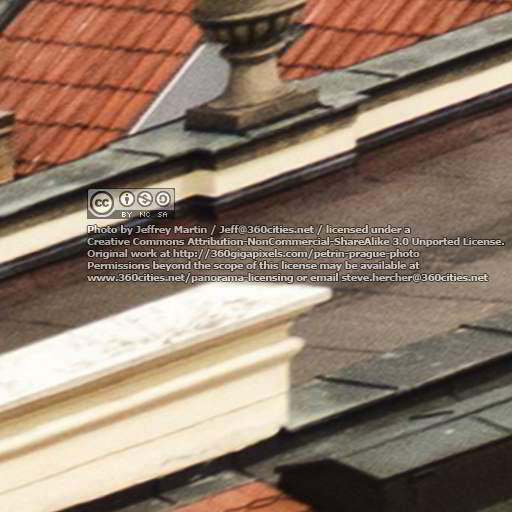 cc BY NC SA
Photo by Jeffrey Martin / Jeff@360cities.net / licensed under a
Creative Commons Attribution-NonCommercial-ShareAlike 3.0 Unported License.
Original work at http://360gigapixels.com/petrin-prague-photo
Permissions beyond the scope of this license may be available at
www.360cities.net/panorama-licensing or email steve.hercher@360cities.net